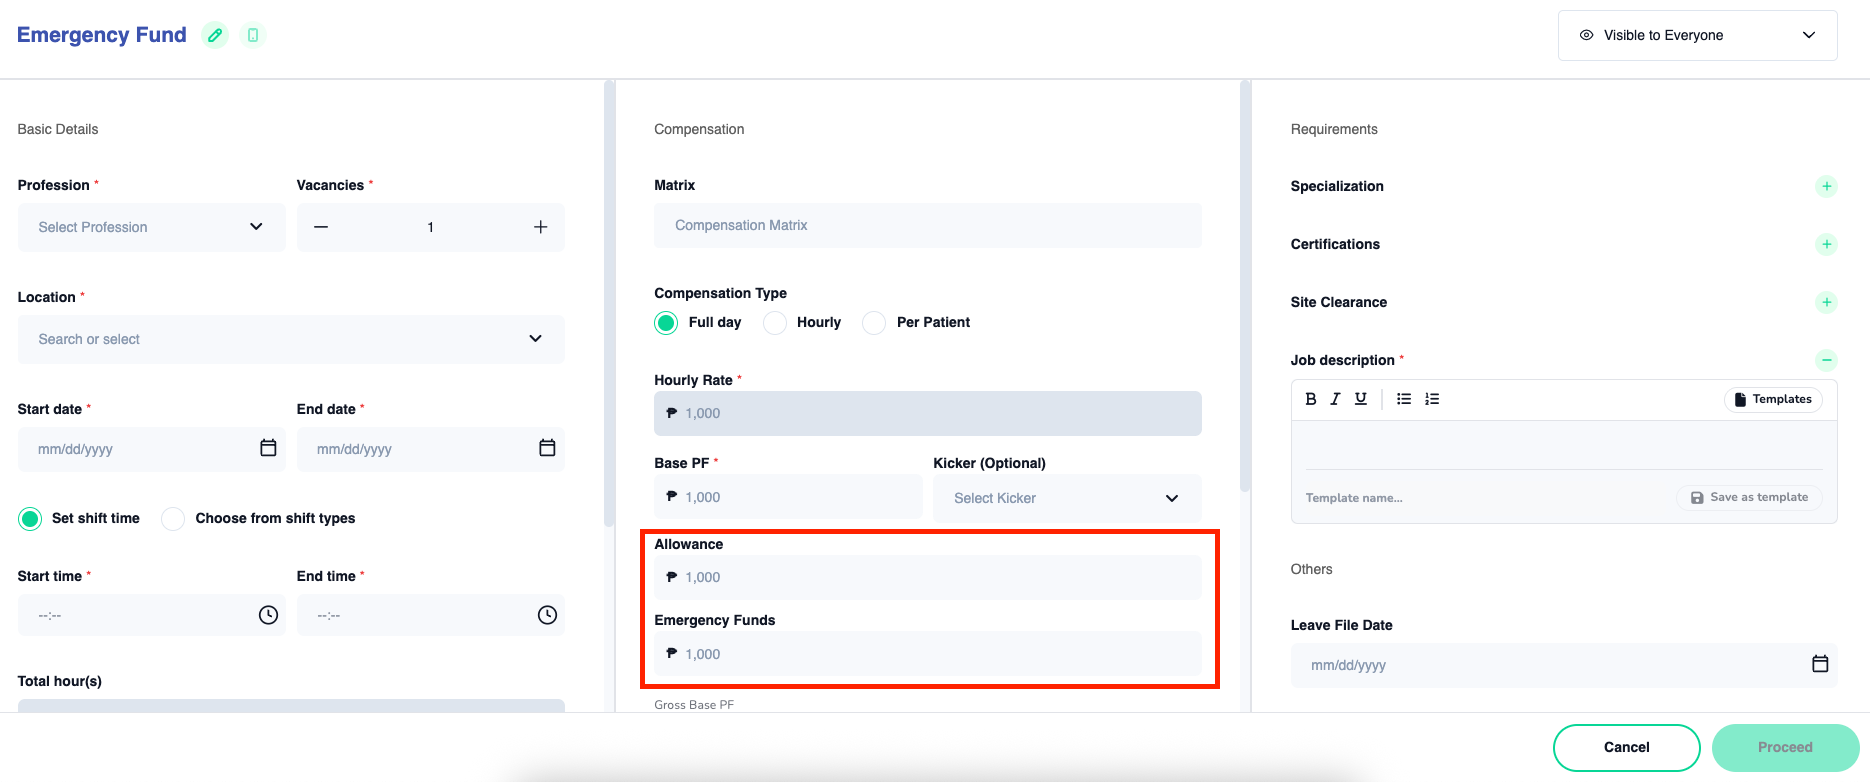 Emergency Fund
Visible to Everyone
Basic Details
Profession *
Vacancies *
Select Profession
1
Location *
Search or select
Start date *
End date *
mm/dd/yyyy
mm/dd/yyyy
Set shift time
Choose from shift types
Start time *
End time *
--:--
--:--
Total hour(s)
Compensation
Matrix
Compensation Matrix
Compensation Type
Full day
Hourly
Per Patient
Hourly Rate *
₱ 1,000
Base PF *
Kicker (Optional)
₱ 1,000
Select Kicker
Allowance
₱ 1,000
Emergency Funds
₱ 1,000
Gross Base PF
Requirements
Specialization
Certifications
Site Clearance
Job description *
B I U
Templates
Template name...
Save as template
Others
Leave File Date
mm/dd/yyyy
Cancel
Proceed